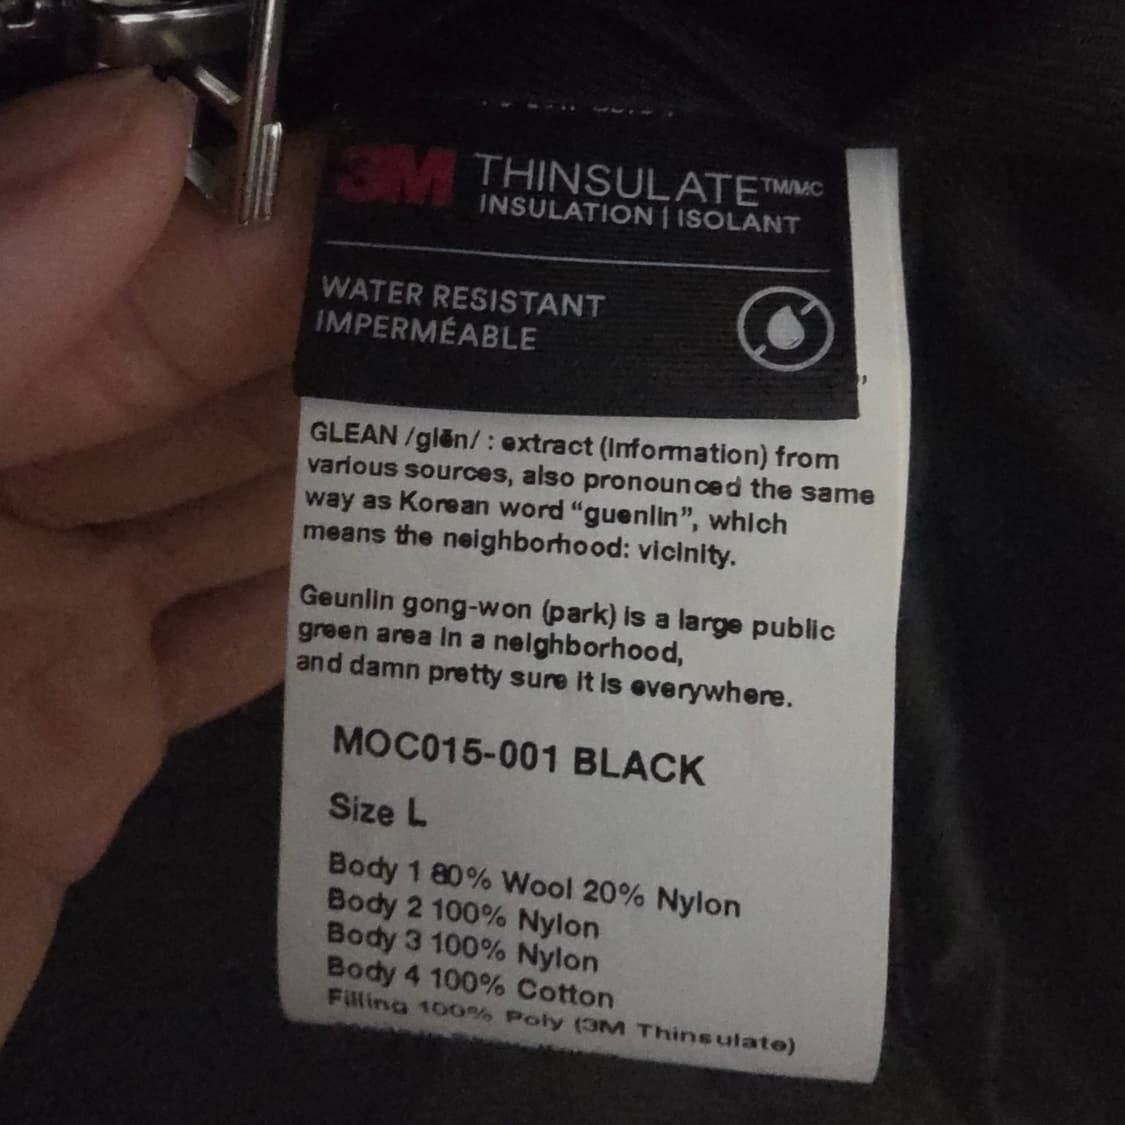 3M THINSULATE™/MC
INSULATION | ISOLANT
WATER RESISTANT
IMPERMÉABLE
GLEAN /glēn/ : extract (information) from
various sources, also pronounced the same
way as Korean word “guenlin”, which
means the neighborhood: vicinity.
Geunlin gong-won (park) is a large public
green area in a neighborhood,
and damn pretty sure it is everywhere.
MOC015-001 BLACK
Size L
Body 1 80% Wool 20% Nylon
Body 2 100% Nylon
Body 3 100% Nylon
Body 4 100% Cotton
Filling 100% Poly (3M Thinsulate)